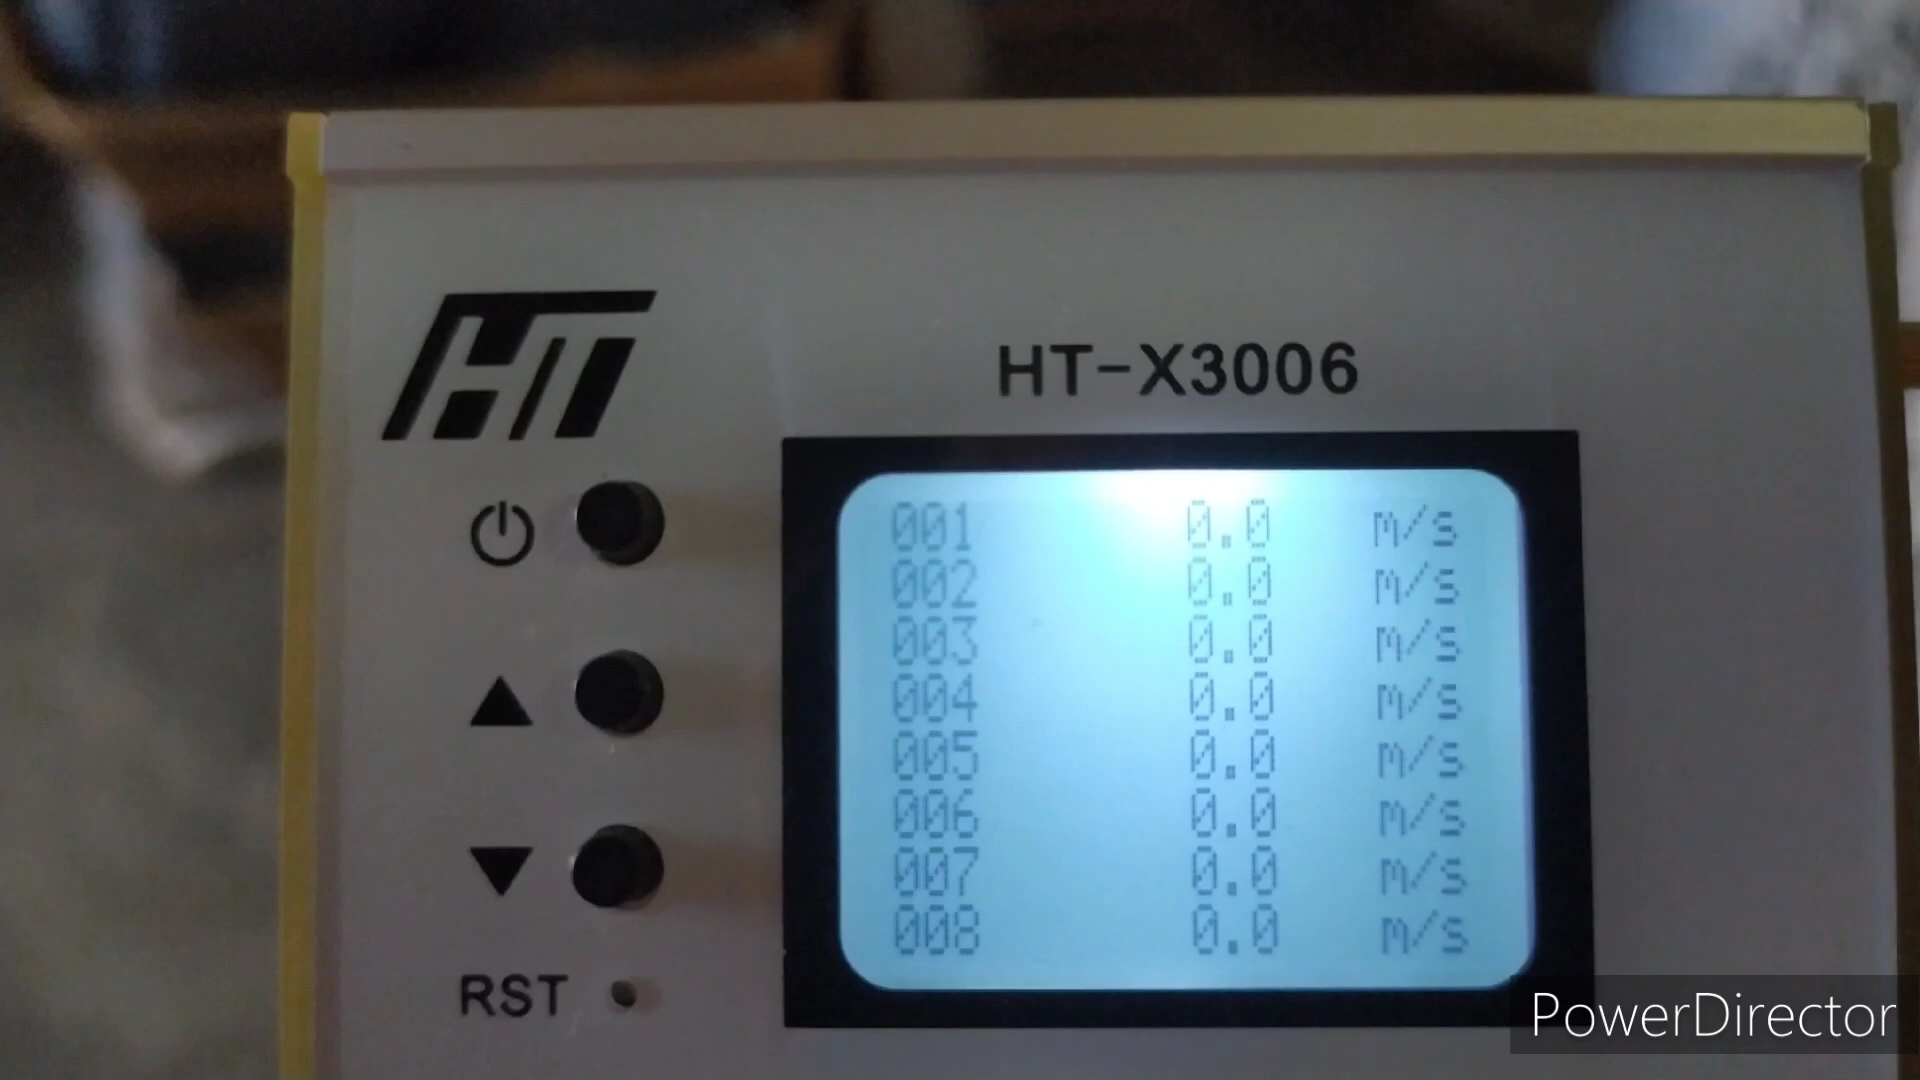 HT
HT-X3006
001 0.0 m/s
002 0.0 m/s
003 0.0 m/s
004 0.0 m/s
005 0.0 m/s
006 0.0 m/s
007 0.0 m/s
008 0.0 m/s
RST
PowerDirector